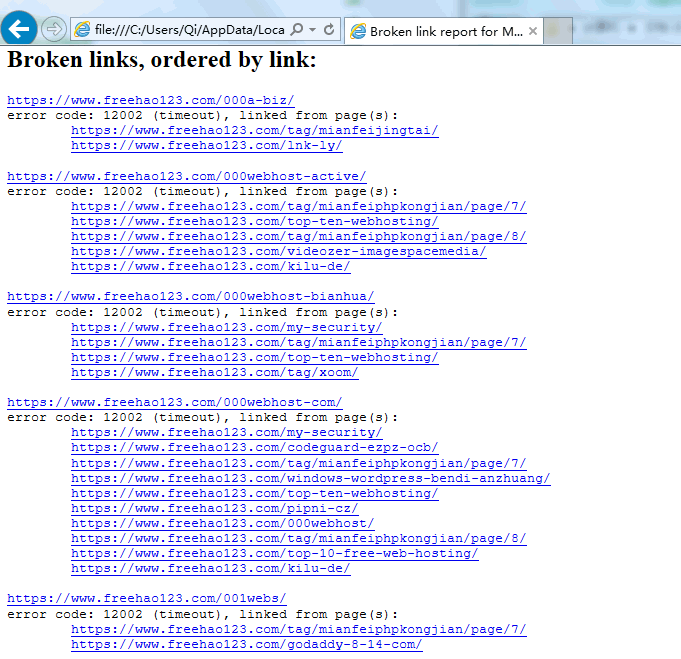 file:///C:/Users/Qi/AppData/Loca
Broken link report for M...
Broken links, ordered by link:
https://www.freehao123.com/000a-biz/
error code: 12002 (timeout), linked from page(s):
https://www.freehao123.com/tag/mianfeijingtai/
https://www.freehao123.com/lnk-ly/
https://www.freehao123.com/000webhost-active/
error code: 12002 (timeout), linked from page(s):
https://www.freehao123.com/tag/mianfeiphpkongjian/page/7/
https://www.freehao123.com/top-ten-webhosting/
https://www.freehao123.com/tag/mianfeiphpkongjian/page/8/
https://www.freehao123.com/videozer-imagespacemedia/
https://www.freehao123.com/kilu-de/
https://www.freehao123.com/000webhost-bianhua/
error code: 12002 (timeout), linked from page(s):
https://www.freehao123.com/my-security/
https://www.freehao123.com/tag/mianfeiphpkongjian/page/7/
https://www.freehao123.com/top-ten-webhosting/
https://www.freehao123.com/tag/xoom/
https://www.freehao123.com/000webhost-com/
error code: 12002 (timeout), linked from page(s):
https://www.freehao123.com/my-security/
https://www.freehao123.com/codeguard-ezpz-ocb/
https://www.freehao123.com/tag/mianfeiphpkongjian/page/7/
https://www.freehao123.com/windows-wordpress-bendi-anzhuang/
https://www.freehao123.com/top-ten-webhosting/
https://www.freehao123.com/pipni-cz/
https://www.freehao123.com/000webhost/
https://www.freehao123.com/tag/mianfeiphpkongjian/page/8/
https://www.freehao123.com/top-10-free-web-hosting/
https://www.freehao123.com/kilu-de/
https://www.freehao123.com/001webs/
error code: 12002 (timeout), linked from page(s):
https://www.freehao123.com/tag/mianfeiphpkongjian/page/7/
https://www.freehao123.com/godaddy-8-14-com/